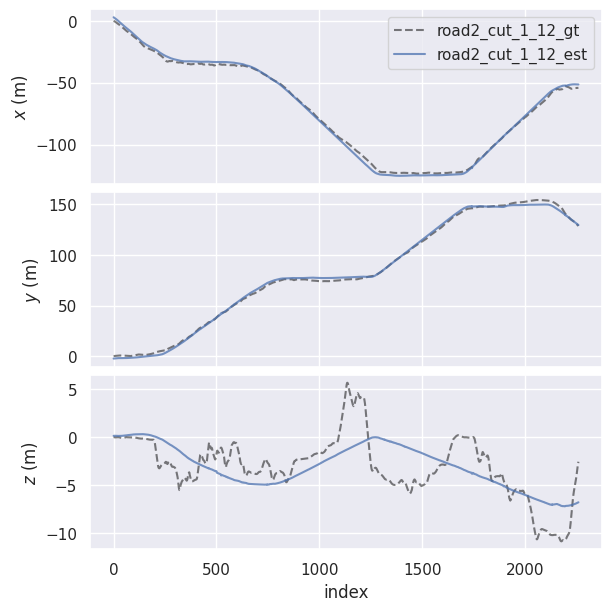 0
−50
−100
x (m)
road2_cut_1_12_gt
road2_cut_1_12_est
150
100
50
0
y (m)
5
0
−5
−10
z (m)
0 500 1000 1500 2000
index